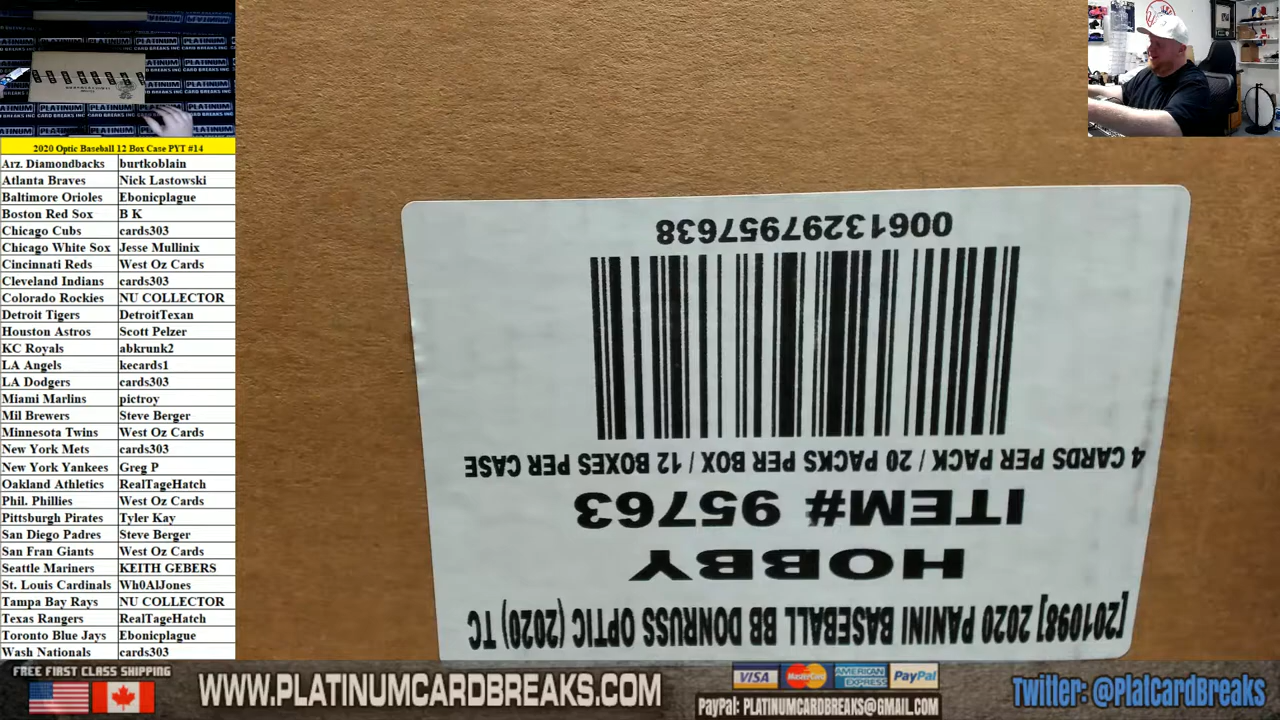 2020 Optic Baseball 12 Box Case PYT #14
Arz. Diamondbacks burtkoblain
Atlanta Braves Nick Lastowski
Baltimore Orioles Ebonicplague
Boston Red Sox B K
Chicago Cubs cards303
Chicago White Sox Jesse Mullinix
Cincinnati Reds West Oz Cards
Cleveland Indians cards303
Colorado Rockies NU COLLECTOR
Detroit Tigers DetroitTexan
Houston Astros Scott Pelzer
KC Royals abkrunk2
LA Angels kecards1
LA Dodgers cards303
Miami Marlins pictroy
Mil Brewers Steve Berger
Minnesota Twins West Oz Cards
New York Mets cards303
New York Yankees Greg P
Oakland Athletics RealTageHatch
Phil. Phillies West Oz Cards
Pittsburgh Pirates Tyler Kay
San Diego Padres Steve Berger
San Fran Giants West Oz Cards
Seattle Mariners KEITH GEBERS
St. Louis Cardinals Wh0AlJones
Tampa Bay Rays NU COLLECTOR
Texas Rangers RealTageHatch
Toronto Blue Jays Ebonicplague
Wash Nationals cards303
[201098] 2020 PANINI BASEBALL BB DONRUSS OPTIC (2020) TC
HOBBY
ITEM# 95763
4 CARDS PER PACK / 20 PACKS PER BOX / 12 BOXES PER CASE
00613297957638
PLATINUM
CARD BREAKS INC
FREE FIRST CLASS SHIPPING
WWW.PLATINUMCARDBREAKS.COM
VISA MasterCard AMERICAN EXPRESS PayPal
PayPal: PLATINUMCARDBREAKS@GMAIL.COM
Twitter: @PlatCardBreaks